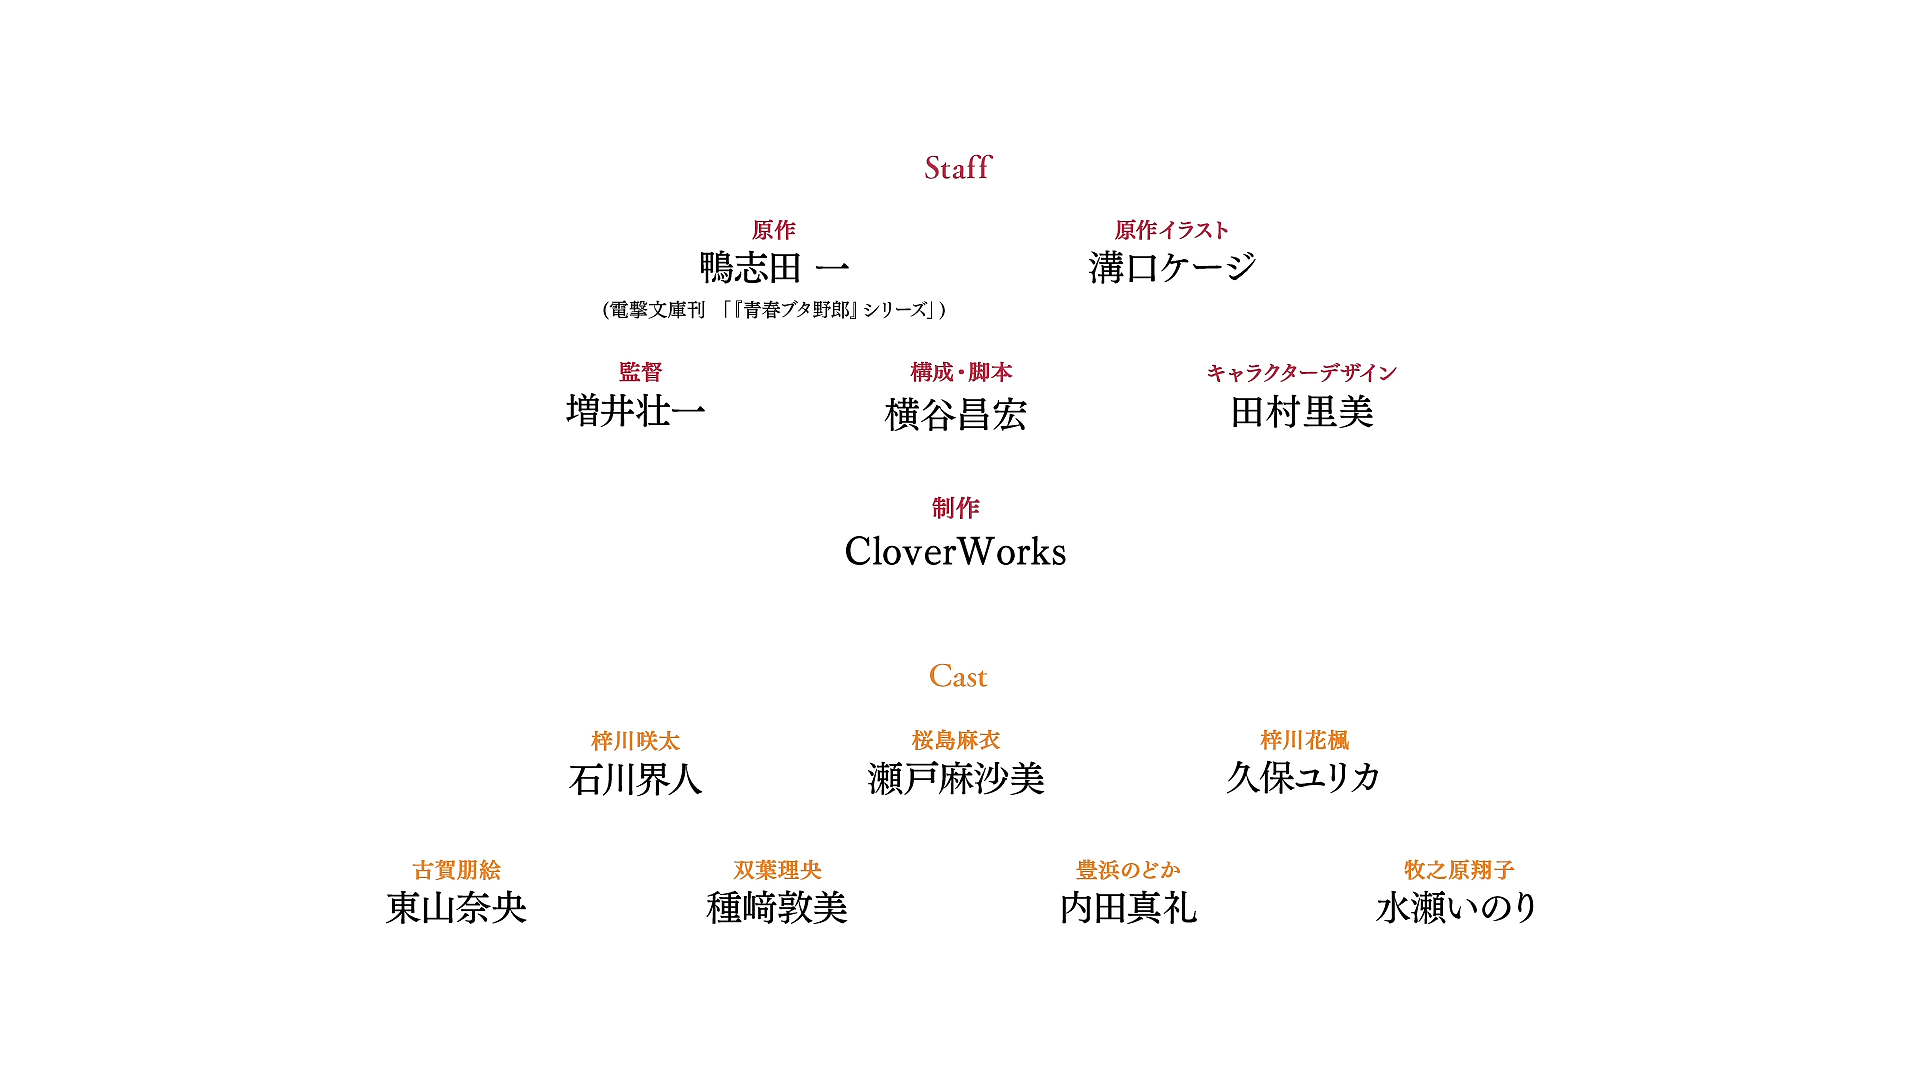 Staff
原作 原作イラスト
鴨志田 一 溝口ケージ
(電撃文庫刊 「『青春ブタ野郎』シリーズ」)
監督 構成・脚本 キャラクターデザイン
増井壮一 横谷昌宏 田村里美
制作
CloverWorks
Cast
梓川咲太 桜島麻衣 梓川花楓
石川界人 瀬戸麻沙美 久保ユリカ
古賀朋絵 双葉理央 豊浜のどか 牧之原翔子
東山奈央 種﨑敦美 内田真礼 水瀬いのり